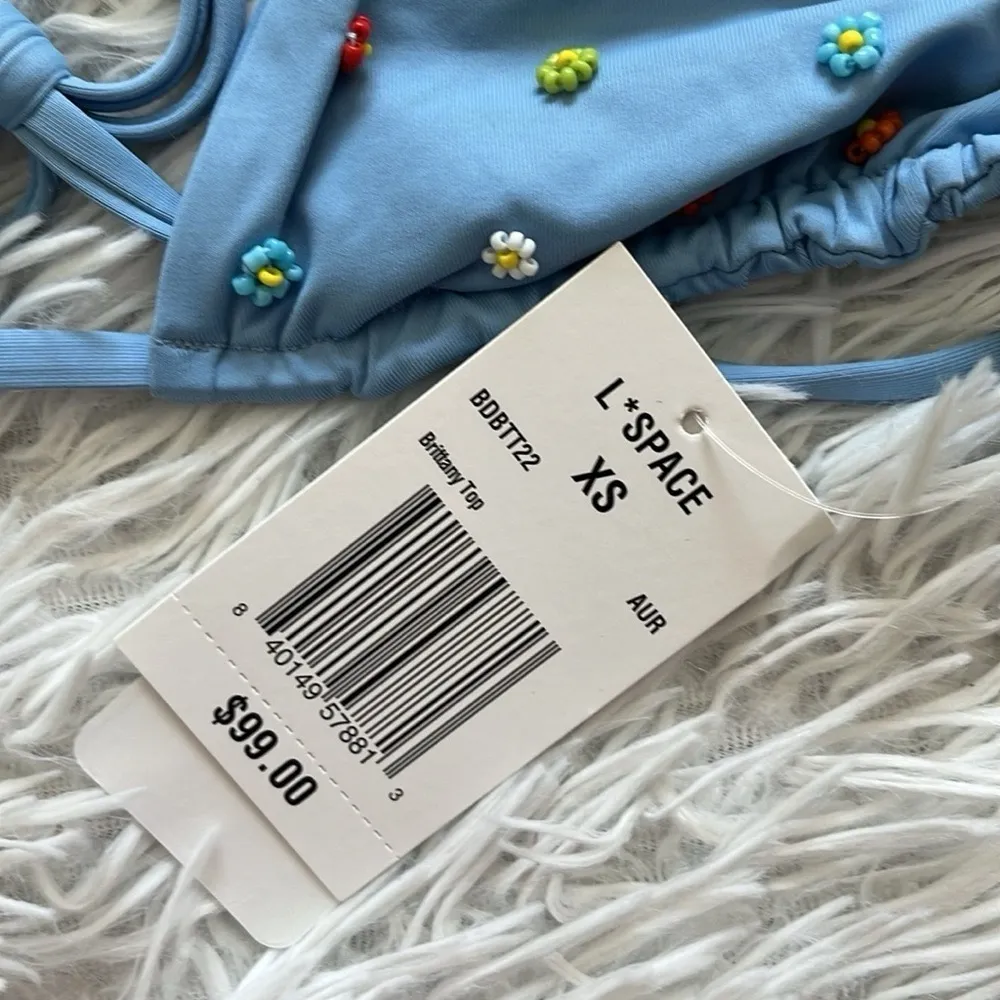 L*SPACE
XS
BDBTT22
AUR
Brittany Top
8 40149 57881 3
$99.00